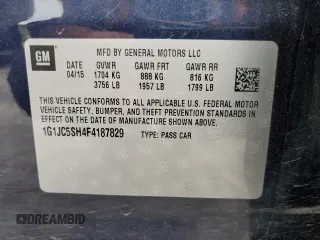 GM
MFD BY GENERAL MOTORS LLC
DATE GVWR GAWR FRT GAWR RR
04/15 1704 KG 888 KG 816 KG
3756 LB 1957 LB 1799 LB
THIS VEHICLE CONFORMS TO ALL APPLICABLE U.S. FEDERAL MOTOR
VEHICLE SAFETY, BUMPER, AND THEFT PREVENTION STANDARDS IN
EFFECT ON THE DATE OF MANUFACTURE SHOWN ABOVE.
1G1JC5SH4F4187829 TYPE: PASS CAR
DREAMBID